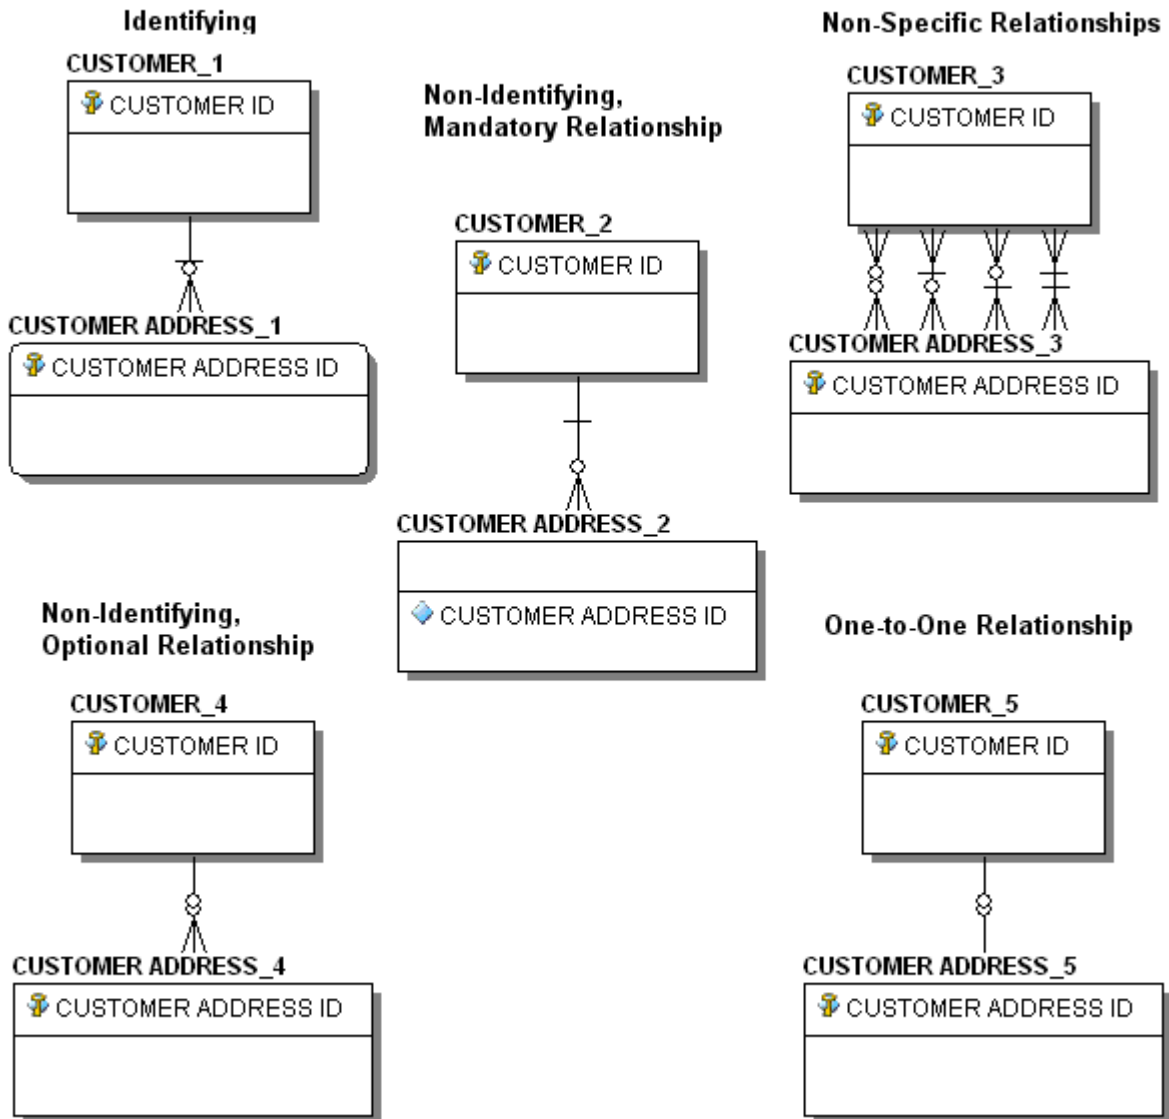 Identifying
CUSTOMER_1
CUSTOMER ID
CUSTOMER ADDRESS_1
CUSTOMER ADDRESS ID
Non-Identifying,
Mandatory Relationship
CUSTOMER_2
CUSTOMER ID
CUSTOMER ADDRESS_2
CUSTOMER ADDRESS ID
Non-Specific Relationships
CUSTOMER_3
CUSTOMER ID
CUSTOMER ADDRESS_3
CUSTOMER ADDRESS ID
Non-Identifying,
Optional Relationship
CUSTOMER_4
CUSTOMER ID
CUSTOMER ADDRESS_4
CUSTOMER ADDRESS ID
One-to-One Relationship
CUSTOMER_5
CUSTOMER ID
CUSTOMER ADDRESS_5
CUSTOMER ADDRESS ID